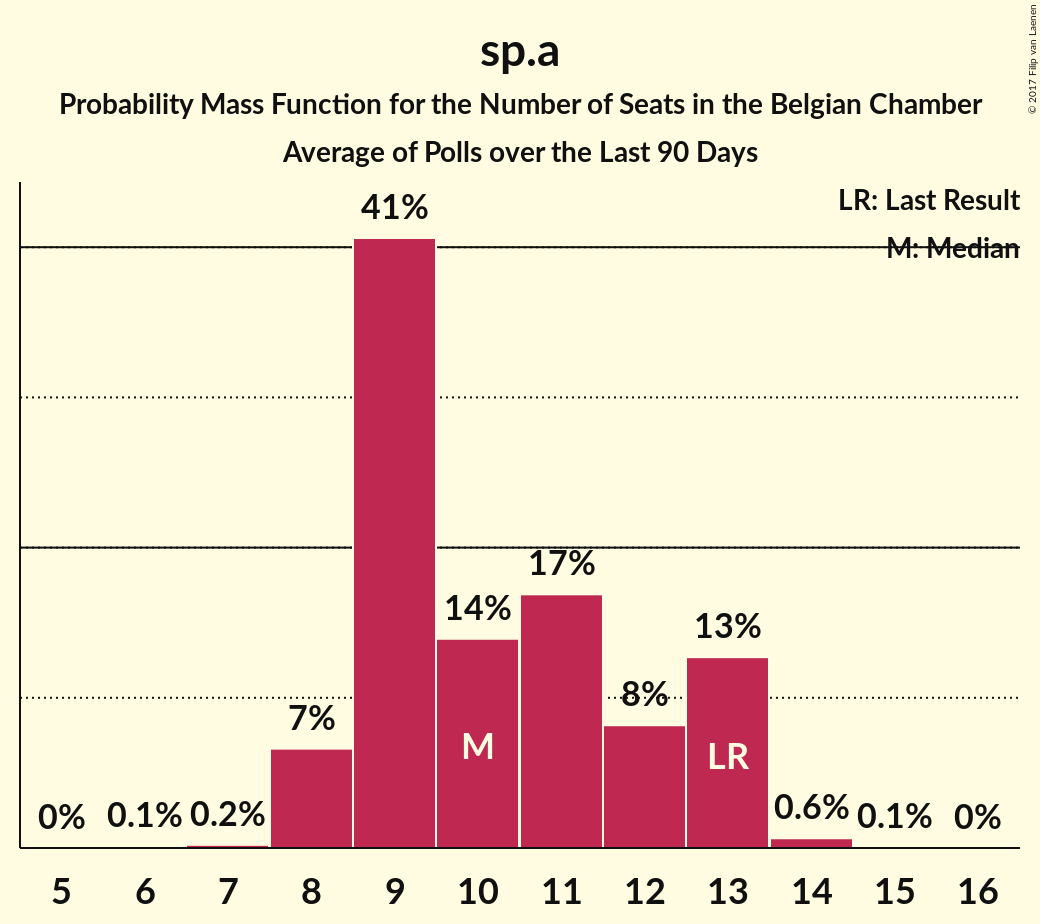 sp.a
Probability Mass Function for the Number of Seats in the Belgian Chamber
Average of Polls over the Last 90 Days
© 2017 Filip van Laenen
LR: Last Result
M: Median
0%
0.1%
0.2%
7%
41%
14%
17%
8%
13%
0.6%
0.1%
0%
M
LR
5 6 7 8 9 10 11 12 13 14 15 16